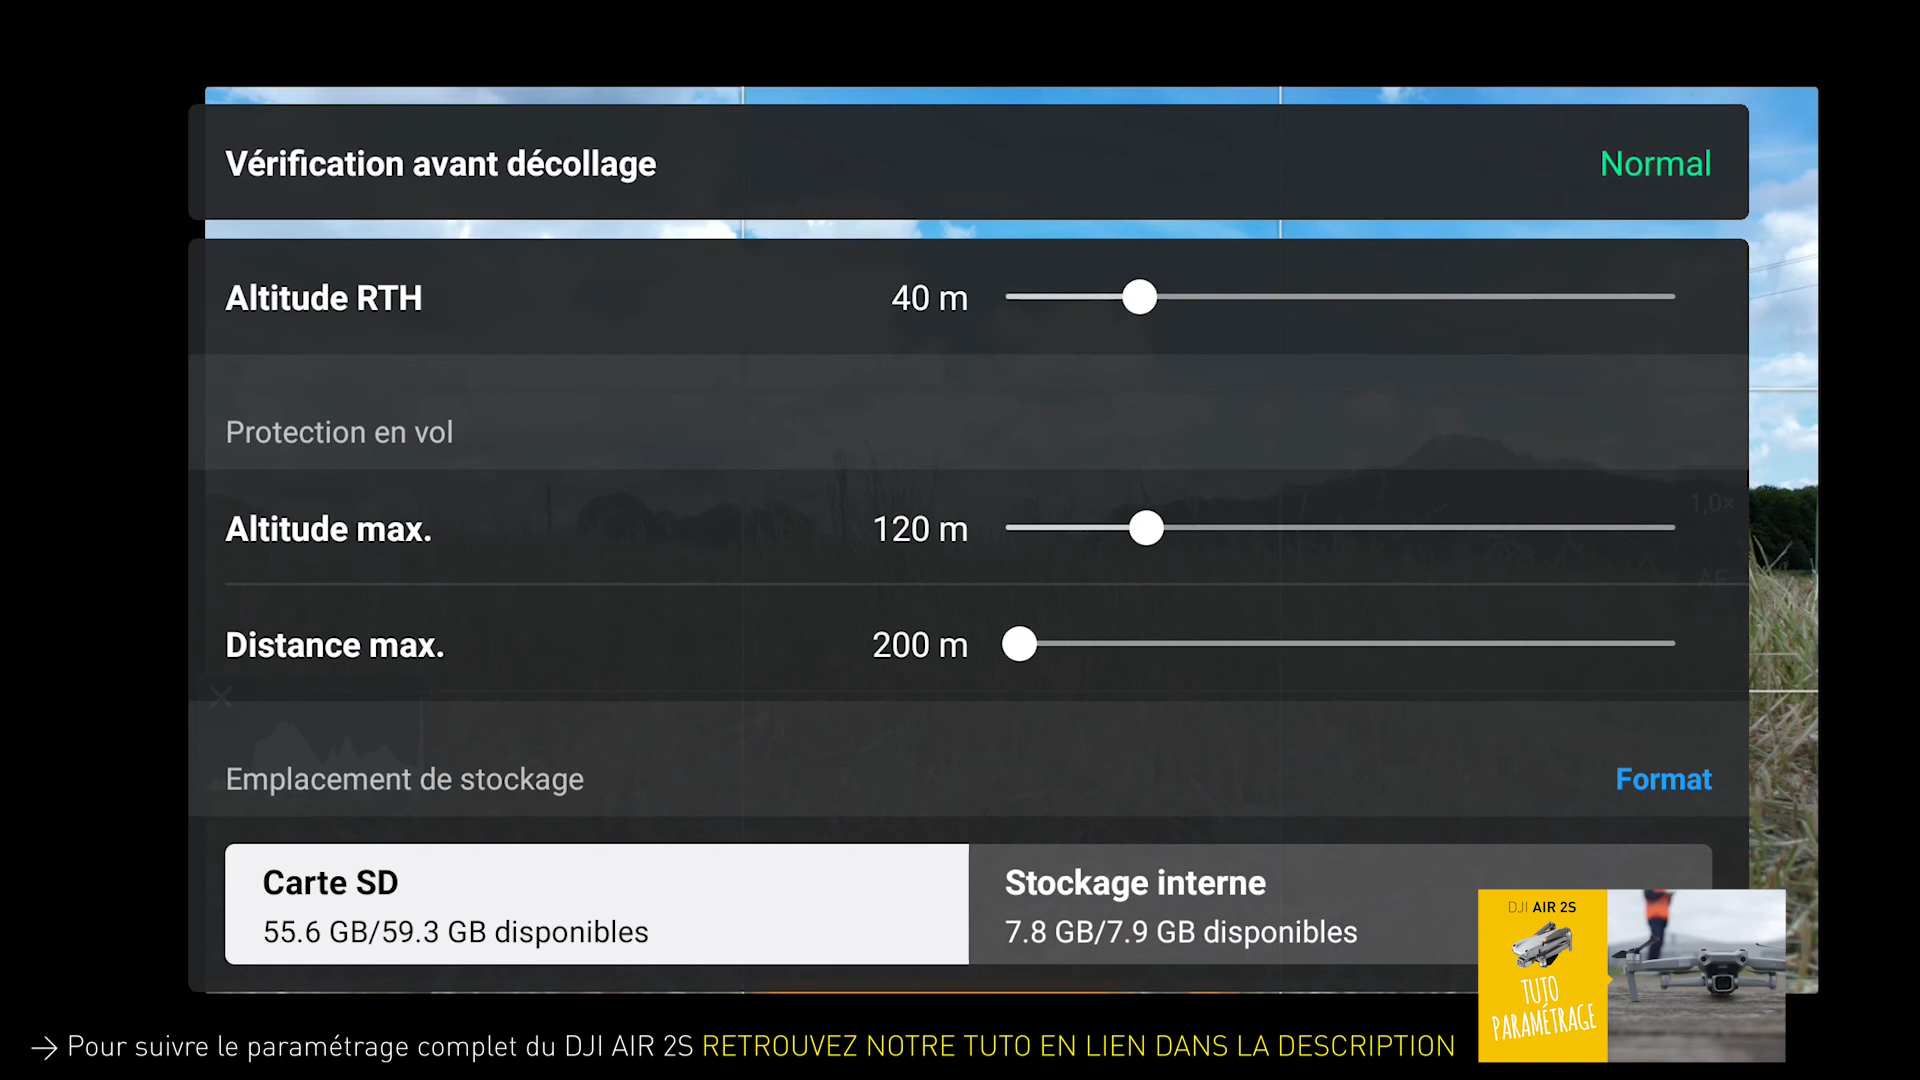 Vérification avant décollage
Normal
Altitude RTH
40 m
Protection en vol
1,0×
Altitude max.
120 m
AF
Distance max.
200 m
Emplacement de stockage
Format
Carte SD
55.6 GB/59.3 GB disponibles
Stockage interne
7.8 GB/7.9 GB disponibles
DJI AIR 2S
TUTO
PARAMÉTRAGE
→ Pour suivre le paramétrage complet du DJI AIR 2S RETROUVEZ NOTRE TUTO EN LIEN DANS LA DESCRIPTION